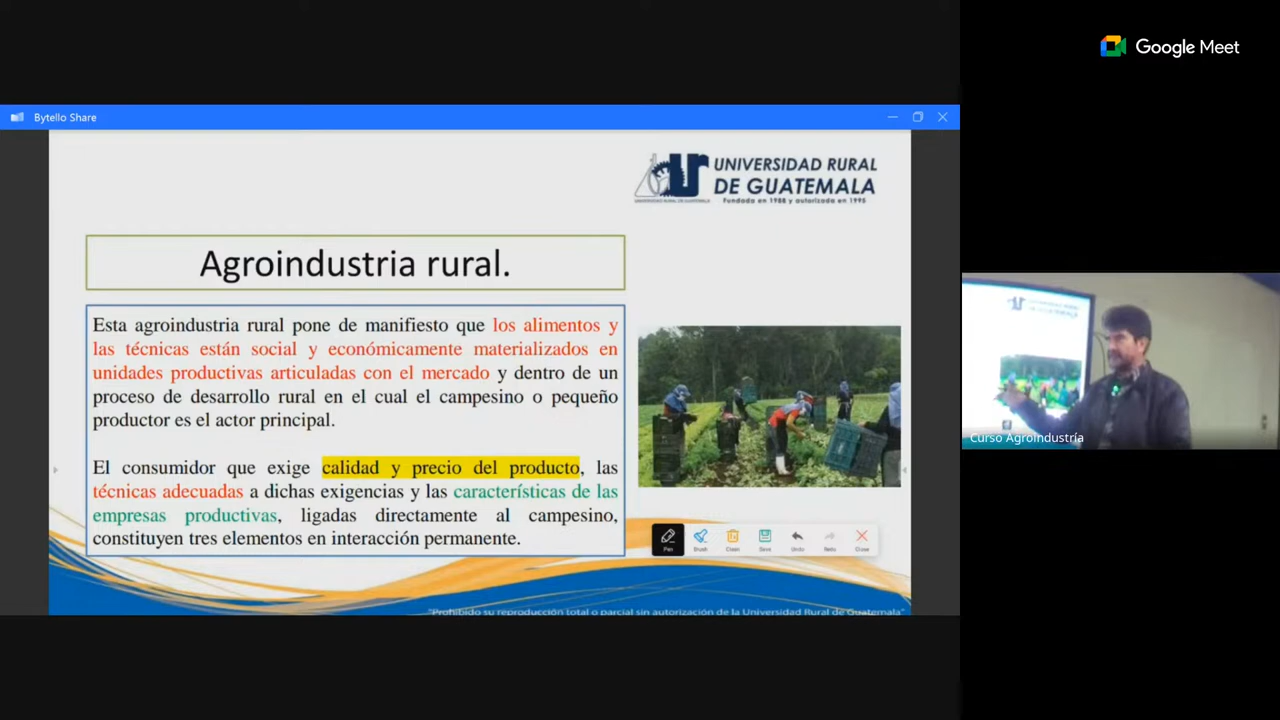 Google Meet
Bytello Share
UNIVERSIDAD RURAL
DE GUATEMALA
Fundada en 1988 y autorizada en 1995
UNIVERSIDAD RURAL DE GUATEMALA
Agroindustria rural.
Esta agroindustria rural pone de manifiesto que los alimentos y
las técnicas están social y económicamente materializados en
unidades productivas articuladas con el mercado y dentro de un
proceso de desarrollo rural en el cual el campesino o pequeño
productor es el actor principal.
El consumidor que exige calidad y precio del producto, las
técnicas adecuadas a dichas exigencias y las características de las
empresas productivas, ligadas directamente al campesino,
constituyen tres elementos en interacción permanente.
Pen Brush Clean Save Undo Redo Close
"Prohibido su reproducción total o parcial sin autorización de la Universidad Rural de Guatemala"
Curso Agroindustría